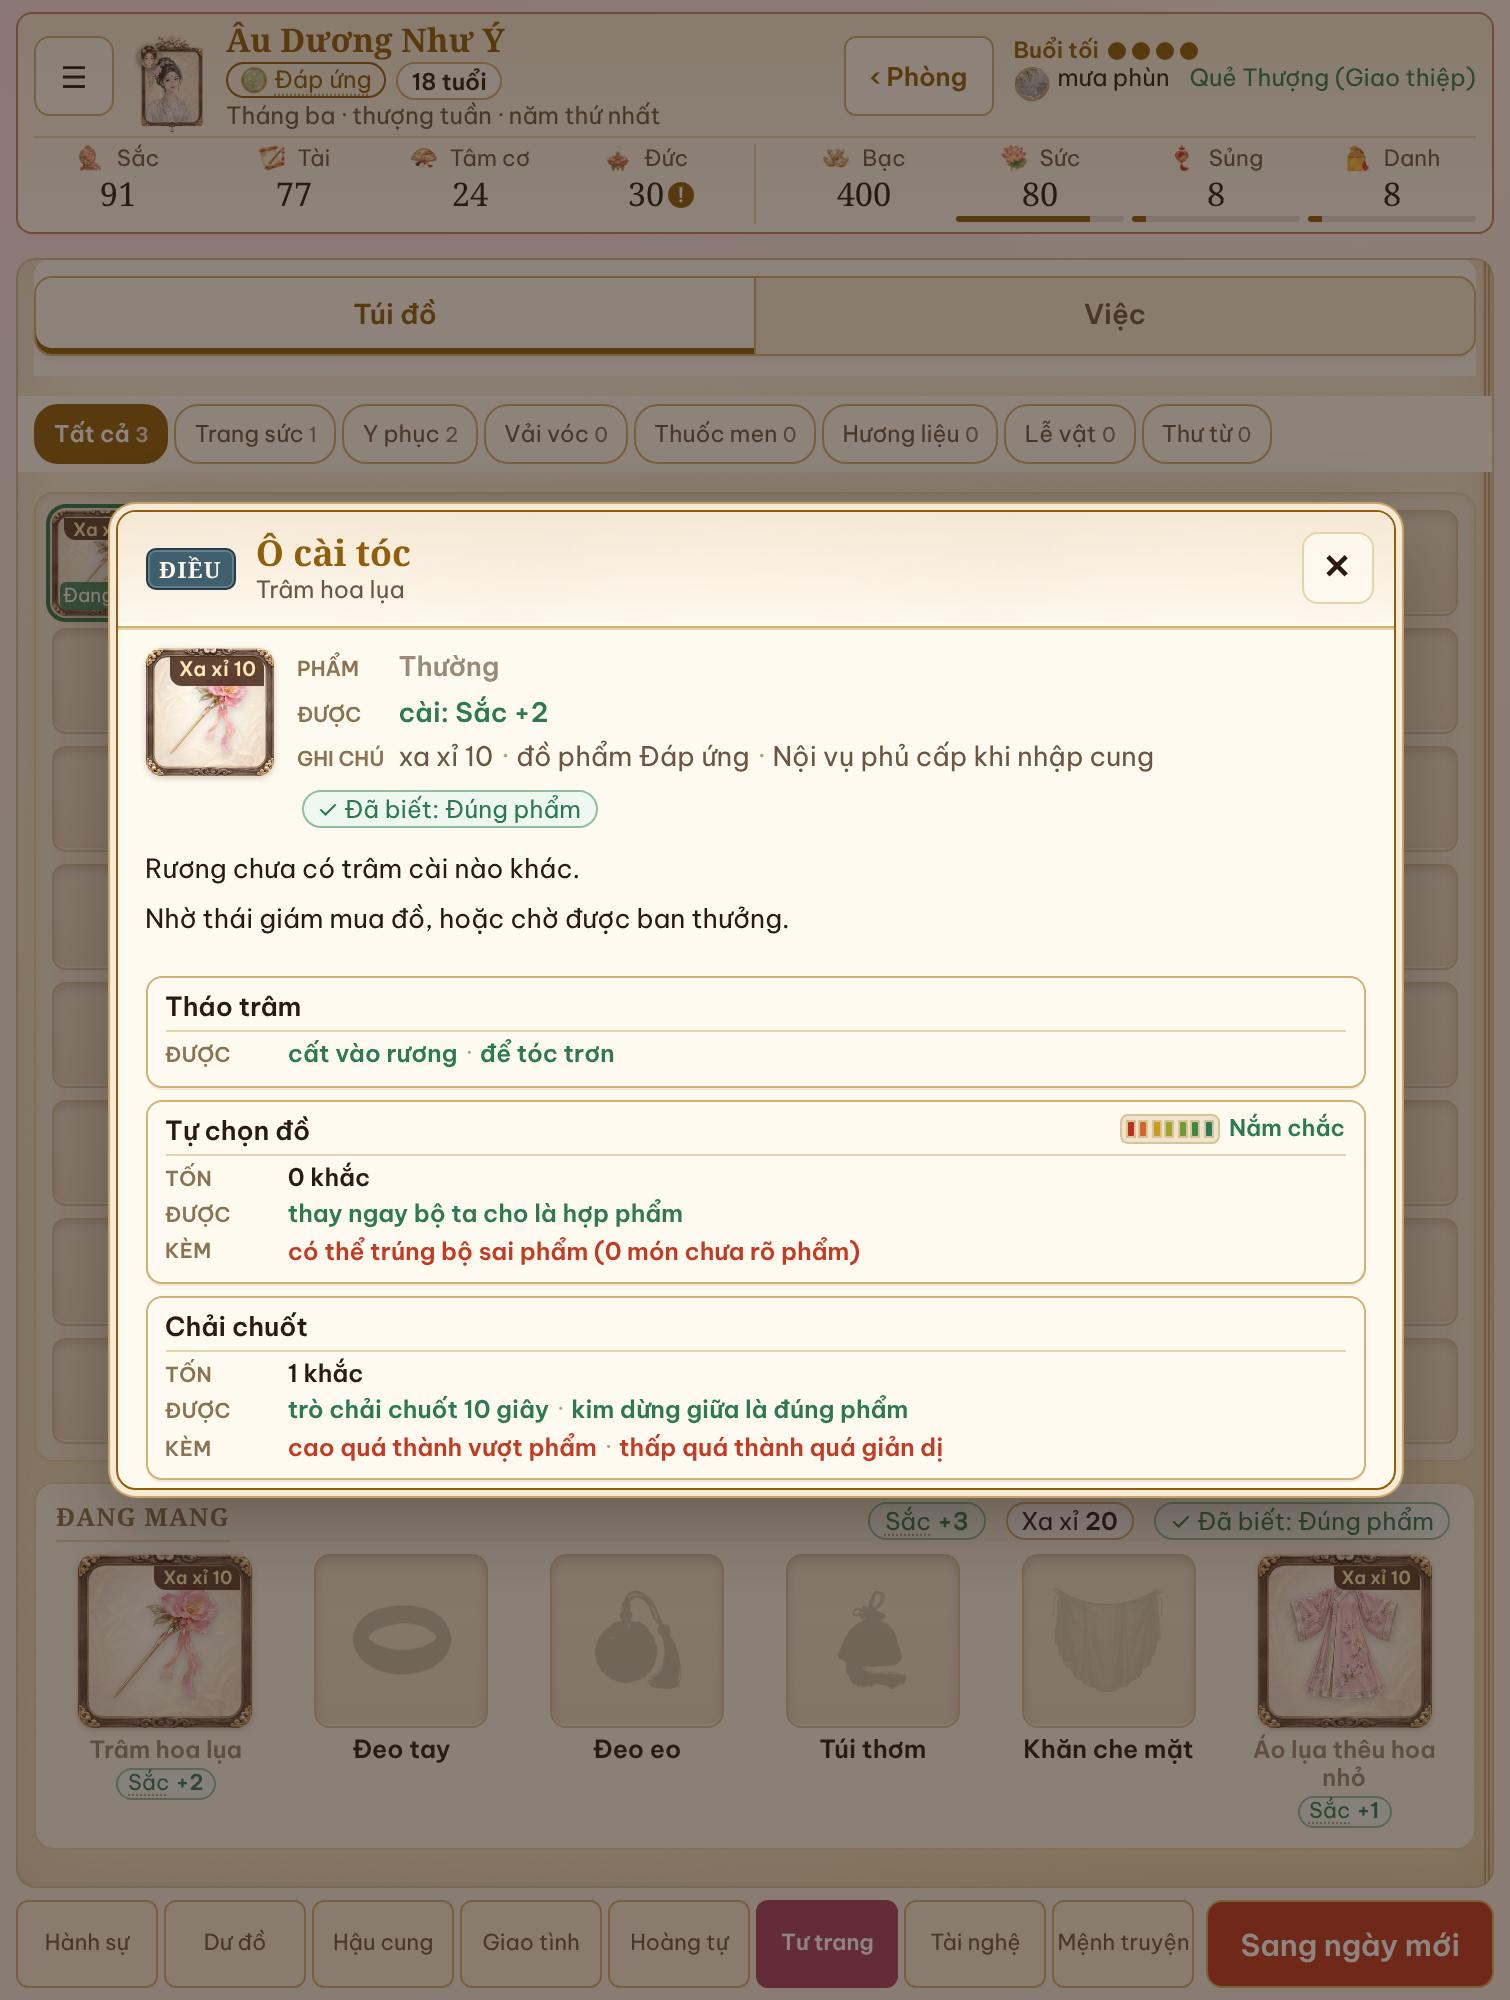 Âu Dương Như Ý
Đáp ứng 18 tuổi
Tháng ba · thượng tuần · năm thứ nhất
‹ Phòng
Buổi tối
mưa phùn Quẻ Thượng (Giao thiệp)
Sắc Tài Tâm cơ Đức Bạc Sức Sủng Danh
91 77 24 30 ! 400 80 8 8
Túi đồ Việc
Tất cả 3 Trang sức 1 Y phục 2 Vải vóc 0 Thuốc men 0 Hương liệu 0 Lễ vật 0 Thư từ 0
Xa x
Đang
ĐIỀU
Ô cài tóc
Trâm hoa lụa
✕
Xa xỉ 10
PHẨM Thường
ĐƯỢC cài: Sắc +2
GHI CHÚ xa xỉ 10 · đồ phẩm Đáp ứng · Nội vụ phủ cấp khi nhập cung
✓ Đã biết: Đúng phẩm
Rương chưa có trâm cài nào khác.
Nhờ thái giám mua đồ, hoặc chờ được ban thưởng.
Tháo trâm
ĐƯỢC cất vào rương · để tóc trơn
Tự chọn đồ Nắm chắc
TỐN 0 khắc
ĐƯỢC thay ngay bộ ta cho là hợp phẩm
KÈM có thể trúng bộ sai phẩm (0 món chưa rõ phẩm)
Chải chuốt
TỐN 1 khắc
ĐƯỢC trò chải chuốt 10 giây · kim dừng giữa là đúng phẩm
KÈM cao quá thành vượt phẩm · thấp quá thành quá giản dị
ĐANG MANG Sắc +3 Xa xỉ 20 ✓ Đã biết: Đúng phẩm
Xa xỉ 10 Xa xỉ 10
Trâm hoa lụa Đeo tay Đeo eo Túi thơm Khăn che mặt Áo lụa thêu hoa
nhỏ
Sắc +2 Sắc +1
Hành sự Dư đồ Hậu cung Giao tình Hoàng tự Tư trang Tài nghệ Mệnh truyện Sang ngày mới